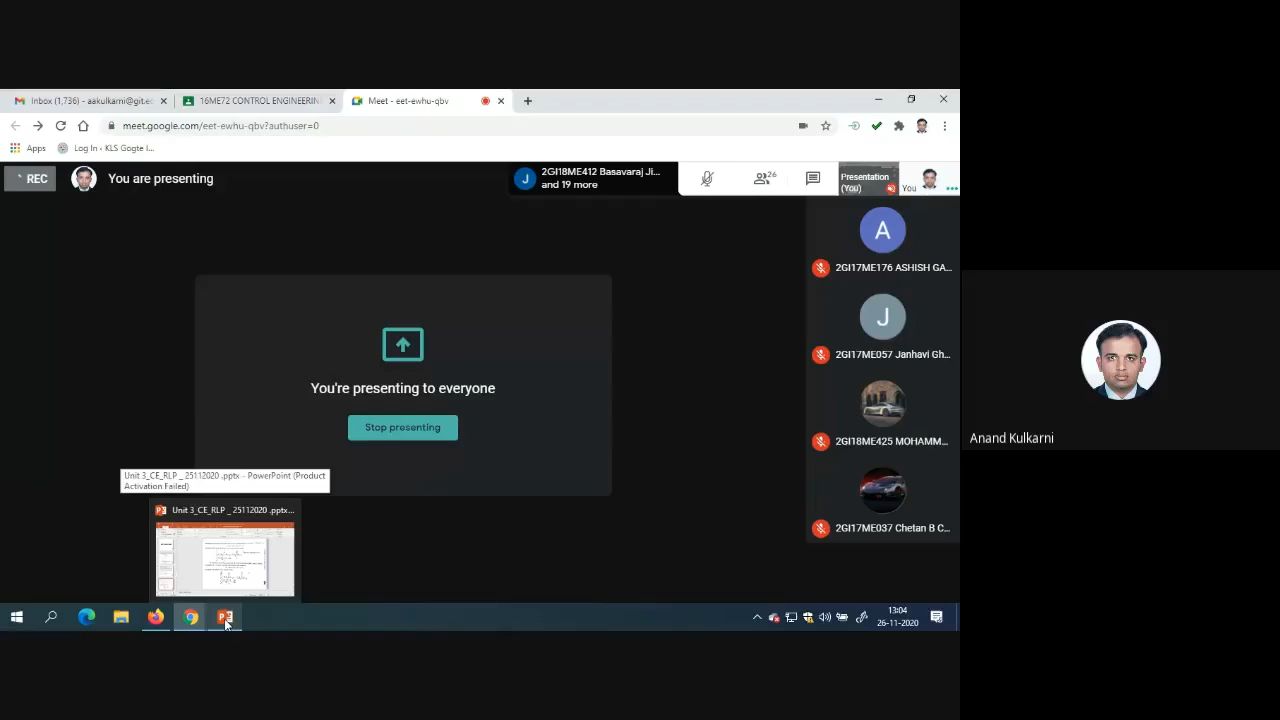 Inbox (1,736) - aakulkarni@git.ec
16ME72 CONTROL ENGINEERIN
Meet - eet-ewhu-qbv
meet.google.com/eet-ewhu-qbv?authuser=0
Apps
Log In ‹ KLS Gogte I...
REC
You are presenting
J
2GI18ME412 Basavaraj Ji...
and 19 more
26
Presentation
(You)
You
A
2GI17ME176 ASHISH GA...
J
2GI17ME057 Janhavi Gh...
2GI18ME425 MOHAMM...
2GI17ME037 Chetan B C...
You're presenting to everyone
Stop presenting
Unit 3_CE_RLP _ 25112020 .pptx - PowerPoint (Product
Activation Failed)
Unit 3_CE_RLP _ 25112020 .pptx...
Anand Kulkarni
13:04
26-11-2020